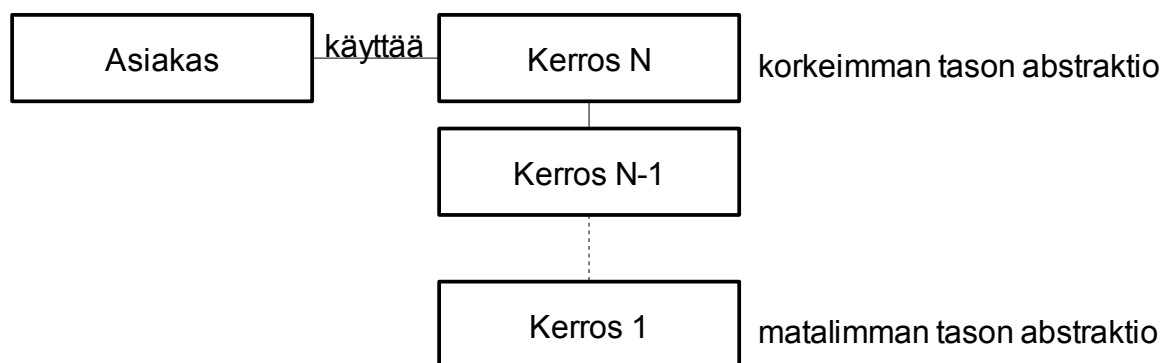 Asiakas
käyttää
Kerros N
korkeimman tason abstraktio
Kerros N-1
Kerros 1
matalimman tason abstraktio